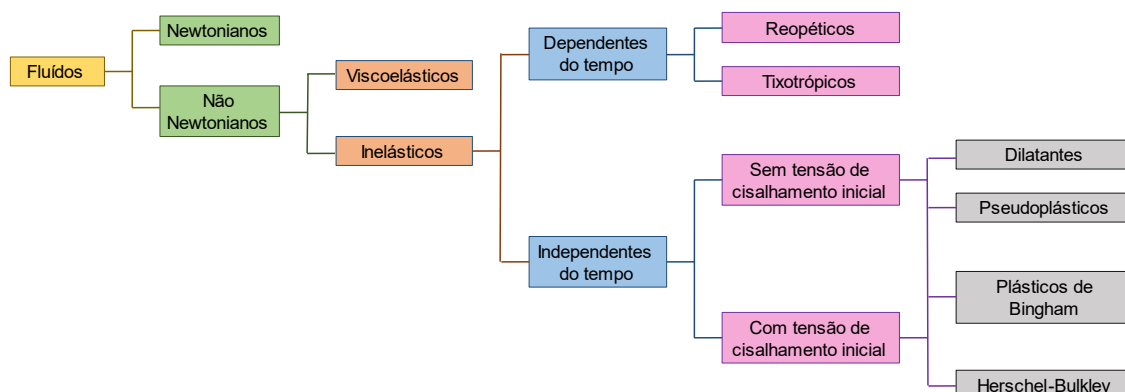 Fluídos
Newtonianos
Não
Newtonianos
Viscoelásticos
Inelásticos
Dependentes
do tempo
Independentes
do tempo
Reopéticos
Tixotrópicos
Sem tensão de
cisalhamento inicial
Com tensão de
cisalhamento inicial
Dilatantes
Pseudoplásticos
Plásticos de
Bingham
Herschel-Bulkley